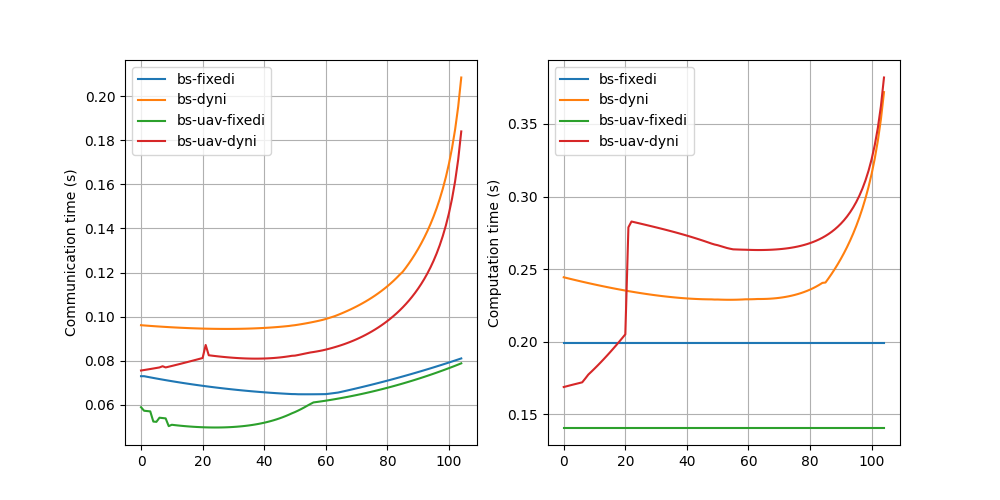 Communication time (s)
0.20
0.18
0.16
0.14
0.12
0.10
0.08
0.06
0 20 40 60 80 100
bs-fixedi
bs-dyni
bs-uav-fixedi
bs-uav-dyni
Computation time (s)
0.35
0.30
0.25
0.20
0.15
0 20 40 60 80 100
bs-fixedi
bs-dyni
bs-uav-fixedi
bs-uav-dyni